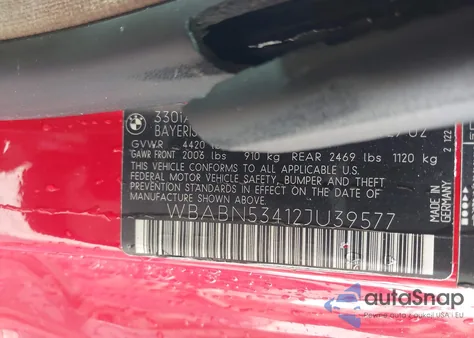 330i
BAYERIS
GVWR 4420
GAWR FRONT 2006 lbs 910 kg REAR 2469 lbs 1120 kg
THIS VEHICLE CONFORMS TO ALL APPLICABLE U.S.
FEDERAL MOTOR VEHICLE SAFETY, BUMPER AND THEFT
PREVENTION STANDARDS IN EFFECT ON THE DATE OF
MANUFACTURE SHOWN ABOVE.
WBABN53412JU39577
MADE IN GERMANY
autoSnap